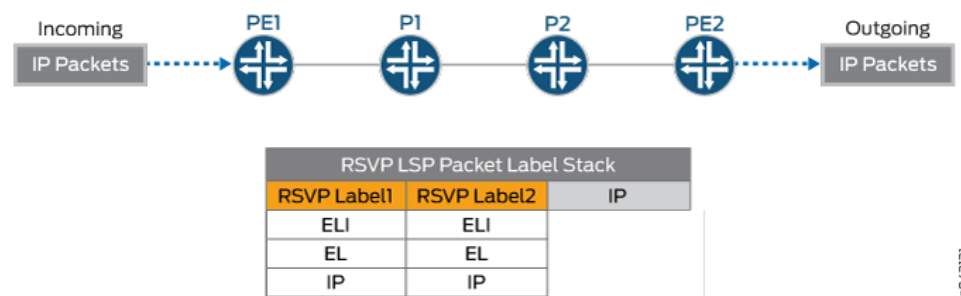 Incoming PE1 P1 P2 PE2 Outgoing
IP Packets IP Packets
RSVP LSP Packet Label Stack
RSVP Label1 RSVP Label2 IP
ELI ELI
EL EL
IP IP